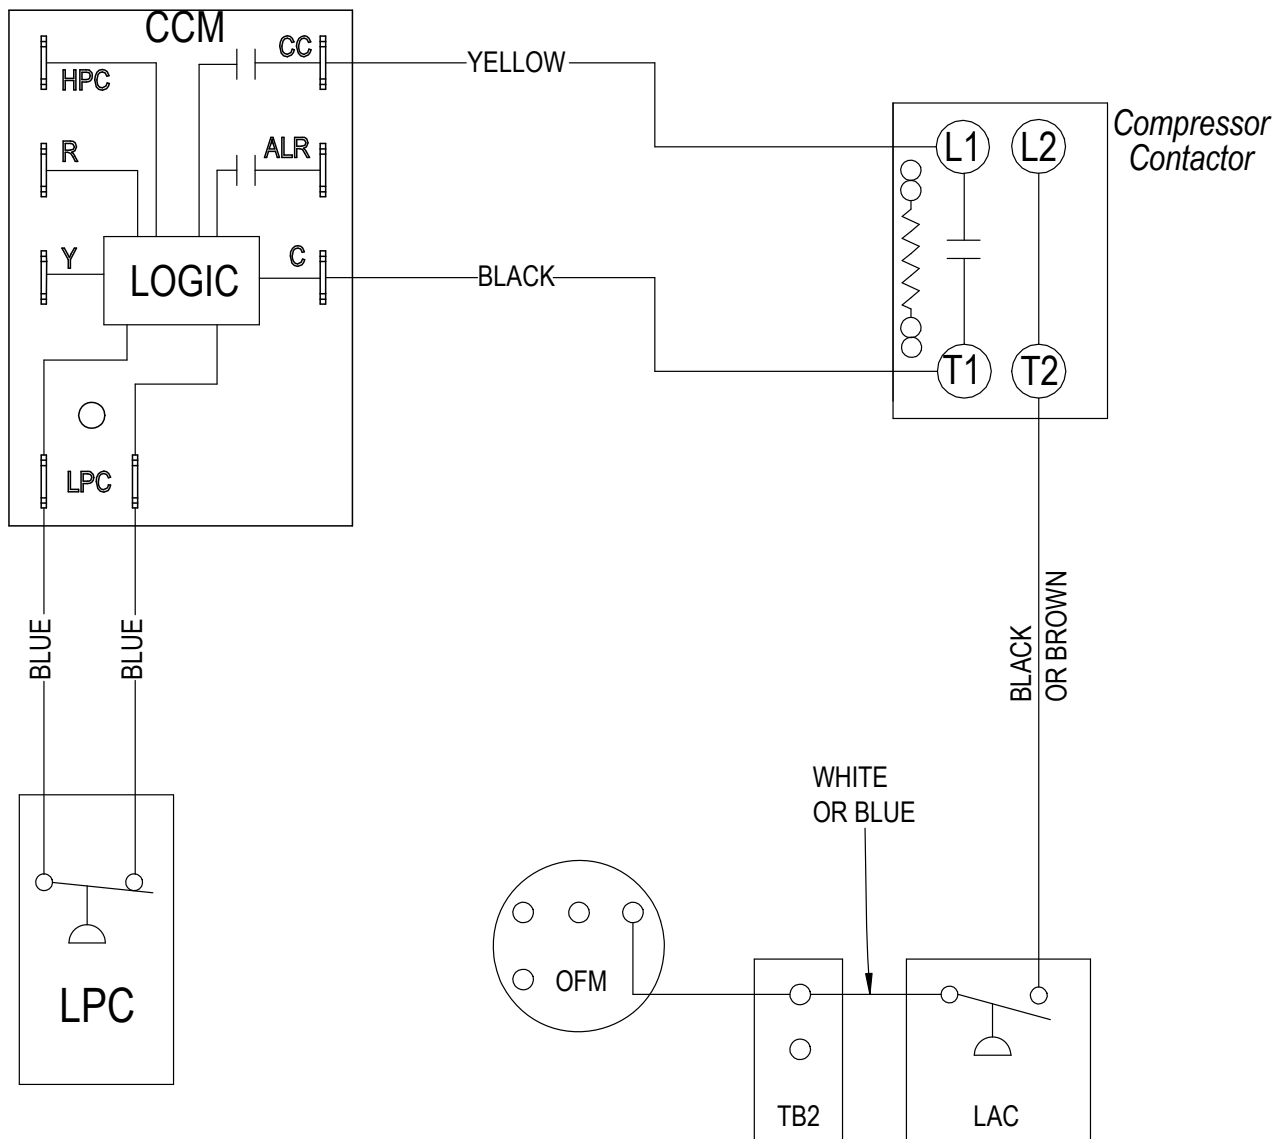 CCM
HPC
CC
R
ALR
Y
C
LOGIC
LPC
YELLOW
BLACK
L1
L2
T1
T2
Compressor
Contactor
BLUE
BLUE
LPC
BLACK
OR BROWN
WHITE
OR BLUE
OFM
TB2
LAC